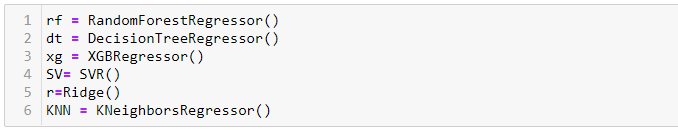 1 rf = RandomForestRegressor()
2 dt = DecisionTreeRegressor()
3 xg = XGBRegressor()
4 SV= SVR()
5 r=Ridge()
6 KNN = KNeighborsRegressor()